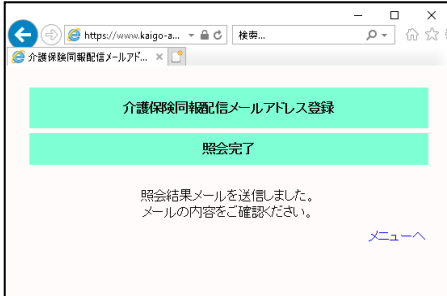 https://www.kaigo-a...
検索...
介護保険同報配信メールアド...
介護保険同報配信メールアドレス登録
照会完了
照会結果メールを送信しました。
メールの内容をご確認ください。
メニューへ